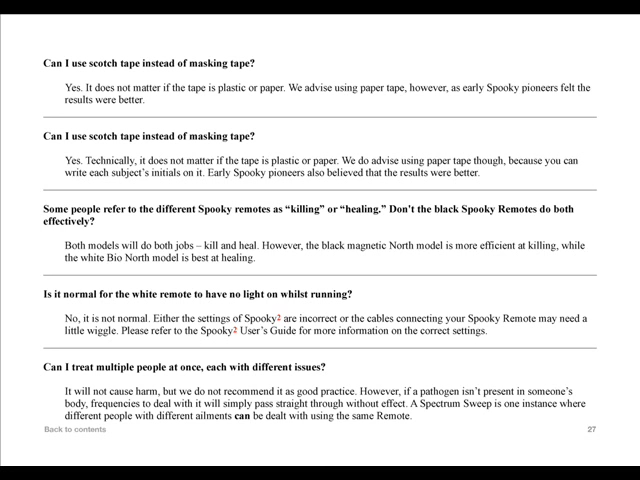 Can I use scotch tape instead of masking tape?
Yes. It does not matter if the tape is plastic or paper. We advise using paper tape, however, as early Spooky pioneers felt the
results were better.
Can I use scotch tape instead of masking tape?
Yes. Technically, it does not matter if the tape is plastic or paper. We do advise using paper tape though, because you can
write each subject's initials on it. Early Spooky pioneers also believed that the results were better.
Some people refer to the different Spooky remotes as “killing” or “healing.” Don't the black Spooky Remotes do both
effectively?
Both models will do both jobs – kill and heal. However, the black magnetic North model is more efficient at killing, while
the white Bio North model is best at healing.
Is it normal for the white remote to have no light on whilst running?
No, it is not normal. Either the settings of Spooky2 are incorrect or the cables connecting your Spooky Remote may need a
little wiggle. Please refer to the Spooky2 User’s Guide for more information on the correct settings.
Can I treat multiple people at once, each with different issues?
It will not cause harm, but we do not recommend it as good practice. However, if a pathogen isn’t present in someone’s
body, frequencies to deal with it will simply pass straight through without effect. A Spectrum Sweep is one instance where
different people with different ailments can be dealt with using the same Remote.
Back to contents
27